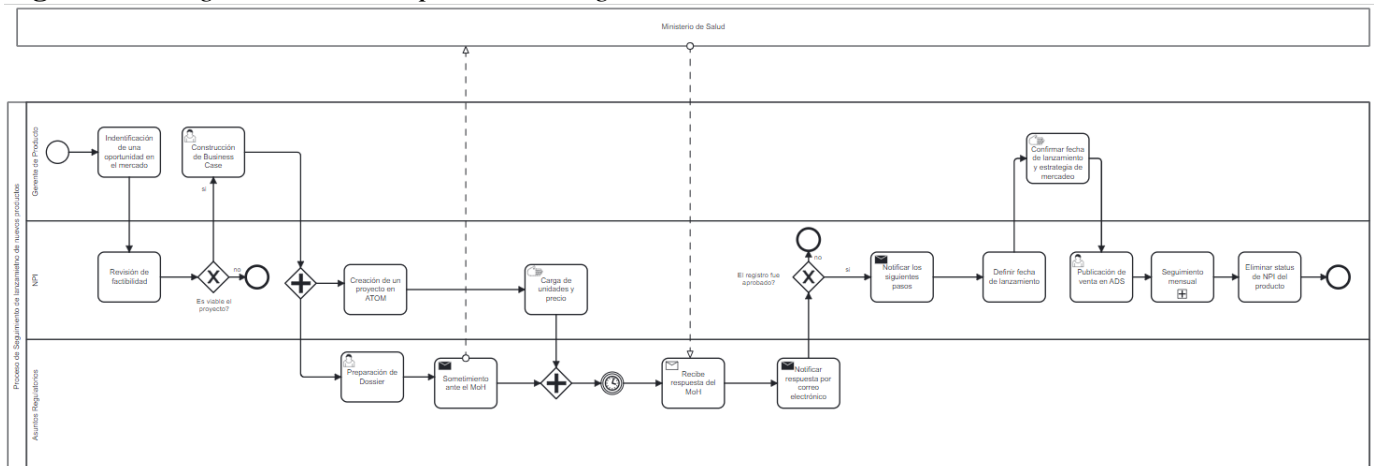 Ministerio de Salud
Proceso de Seguimiento de lanzamietno de nuevos productos
Gerente de Producto
Indentificación
de una
oportunidad en
el mercado
Construcción
de Business
Case
si
Confirmar fecha
de lanzamiento
y estrategia de
mercadeo
NPI
Revisión de
factibilidad
no
Es viable el
proyecto?
Creación de un
proyecto en
ATOM
Carga de
unidades y
precio
El registro fue
aprobado?
no
si
Notificar los
siguientes
pasos
Definir fecha
de lanzamiento
Publicación de
venta en ADS
Seguimiento
mensual
Eliminar status
de NPI del
producto
Asuntos Regulatorios
Preparación de
Dossier
Sometimiento
ante el MoH
Recibe
respuesta del
MoH
Notificar
respuesta por
correo
electrónico